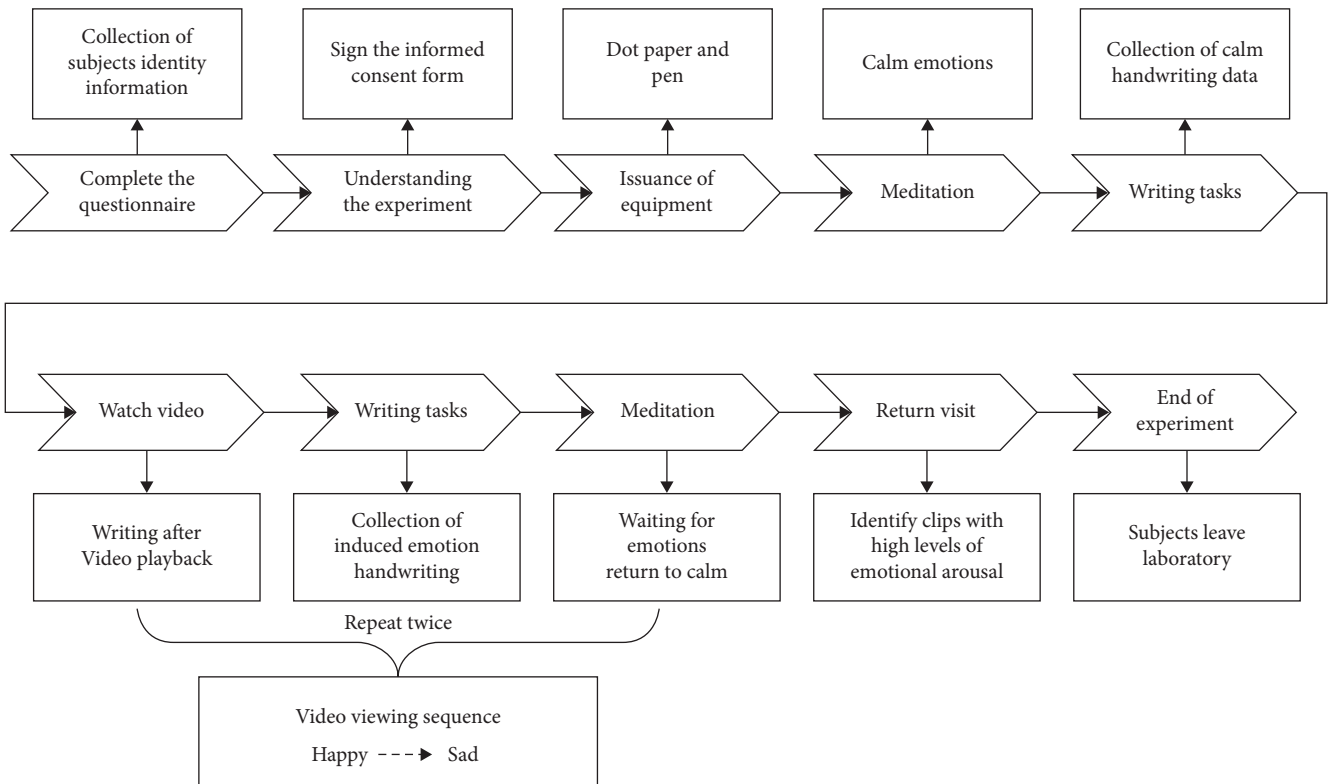 Collection of
subjects identity
information
Sign the informed
consent form
Dot paper and
pen
Calm emotions
Collection of calm
handwriting data
Complete the
questionnaire
Understanding
the experiment
Issuance of
equipment
Meditation
Writing tasks
Watch video
Writing tasks
Meditation
Return visit
End of
experiment
Writing after
Video playback
Collection of
induced emotion
handwriting
Waiting for
emotions
return to calm
Identify clips with
high levels of
emotional arousal
Subjects leave
laboratory
Repeat twice
Video viewing sequence
Happy Sad